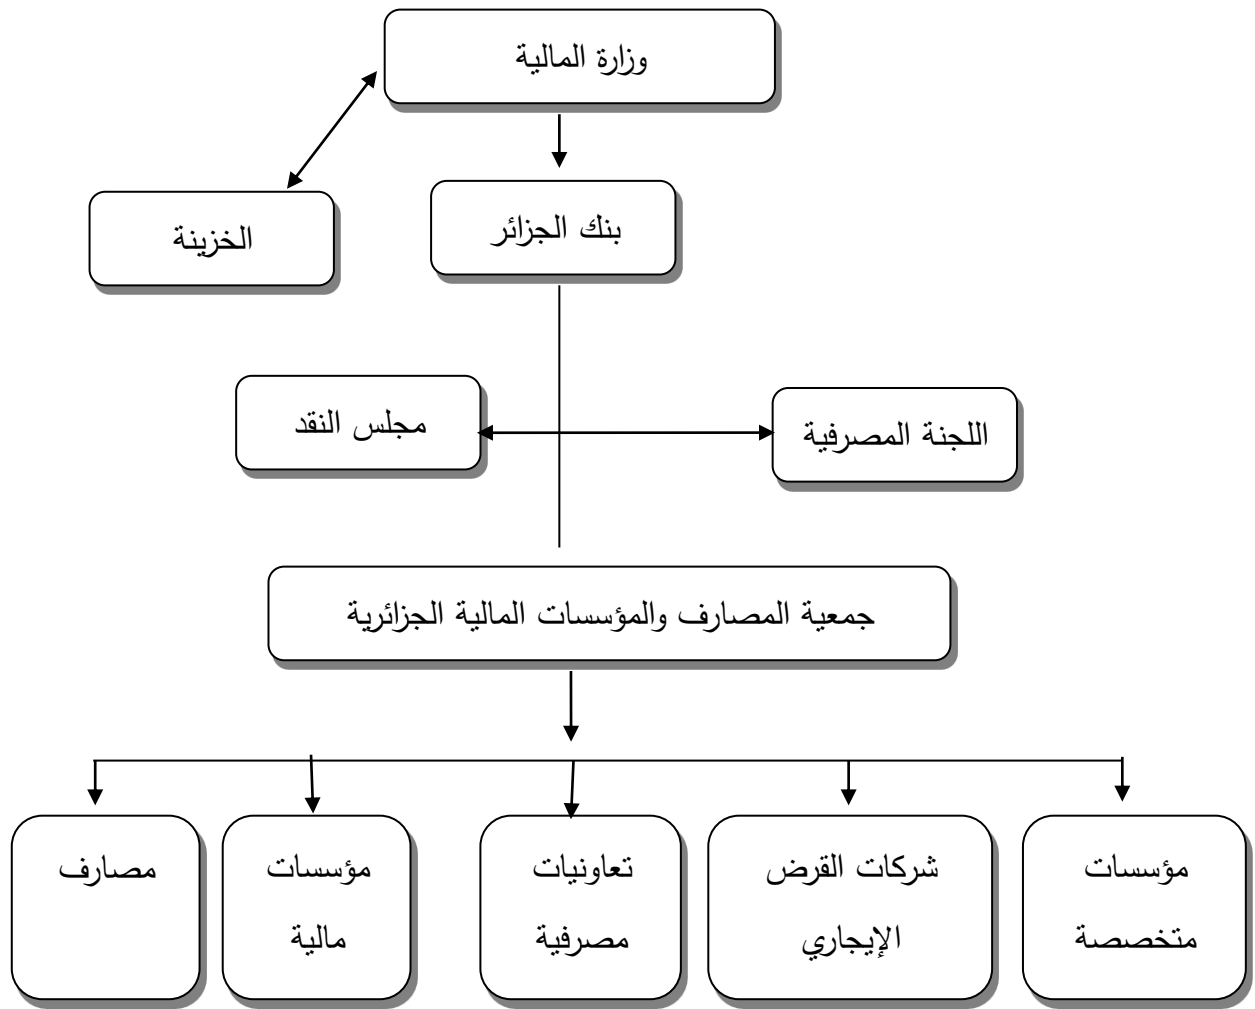 وزارة المالية
بنك الجزائر
الخزينة
اللجنة المصرفية
مجلس النقد
جمعية المصارف والمؤسسات المالية الجزائرية
مؤسسات
متخصصة
شركات القرض
الإيجاري
تعاونيات
مصرفية
مؤسسات
مالية
مصارف